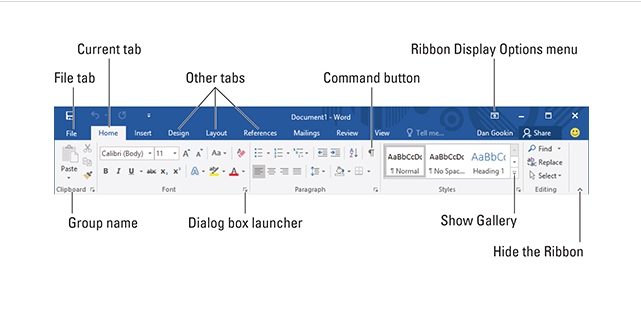 Current tab
Ribbon Display Options menu
File tab
Other tabs
Command button
Document1 - Word
File Home Insert Design Layout References Mailings Review View Tell me... Dan Gookin Share
Calibri (Body) 11 A A Aa A
AaBbCcDc AaBbCcDc AaBbCc
Find
Paste
Replace
B I U abc X₂ X² A A
¶ Normal ¶ No Spac... Heading 1
Select
Clipboard Font Paragraph Styles Editing
Group name
Dialog box launcher
Show Gallery
Hide the Ribbon